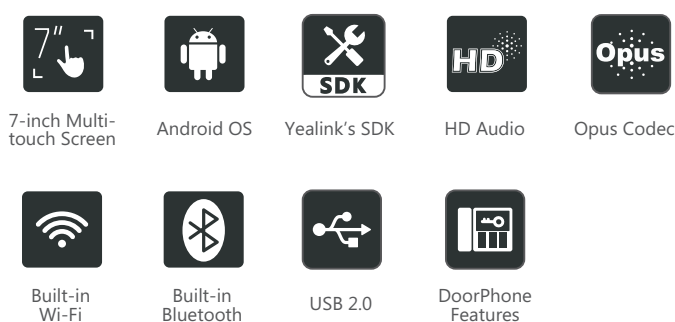 7"
SDK
HD
Opus
7-inch Multi-
touch Screen
Android OS
Yealink's SDK
HD Audio
Opus Codec
Built-in
Wi-Fi
Built-in
Bluetooth
USB 2.0
DoorPhone
Features